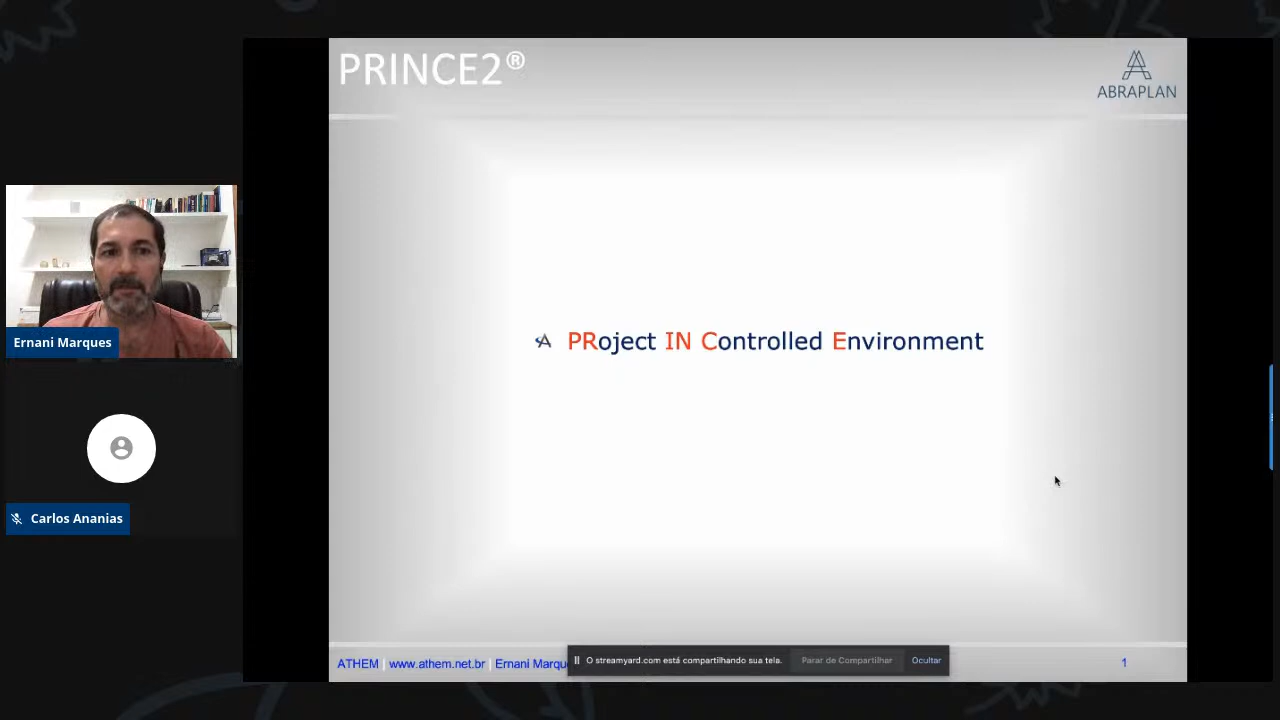 PRINCE2®
ABRAPLAN
Ernani Marques
PRoject IN Controlled Environment
Carlos Ananias
ATHEM | www.athem.net.br | Ernani
O streamyard.com está compartilhando sua tela.
Parar de Compartilhar
Ocultar
1